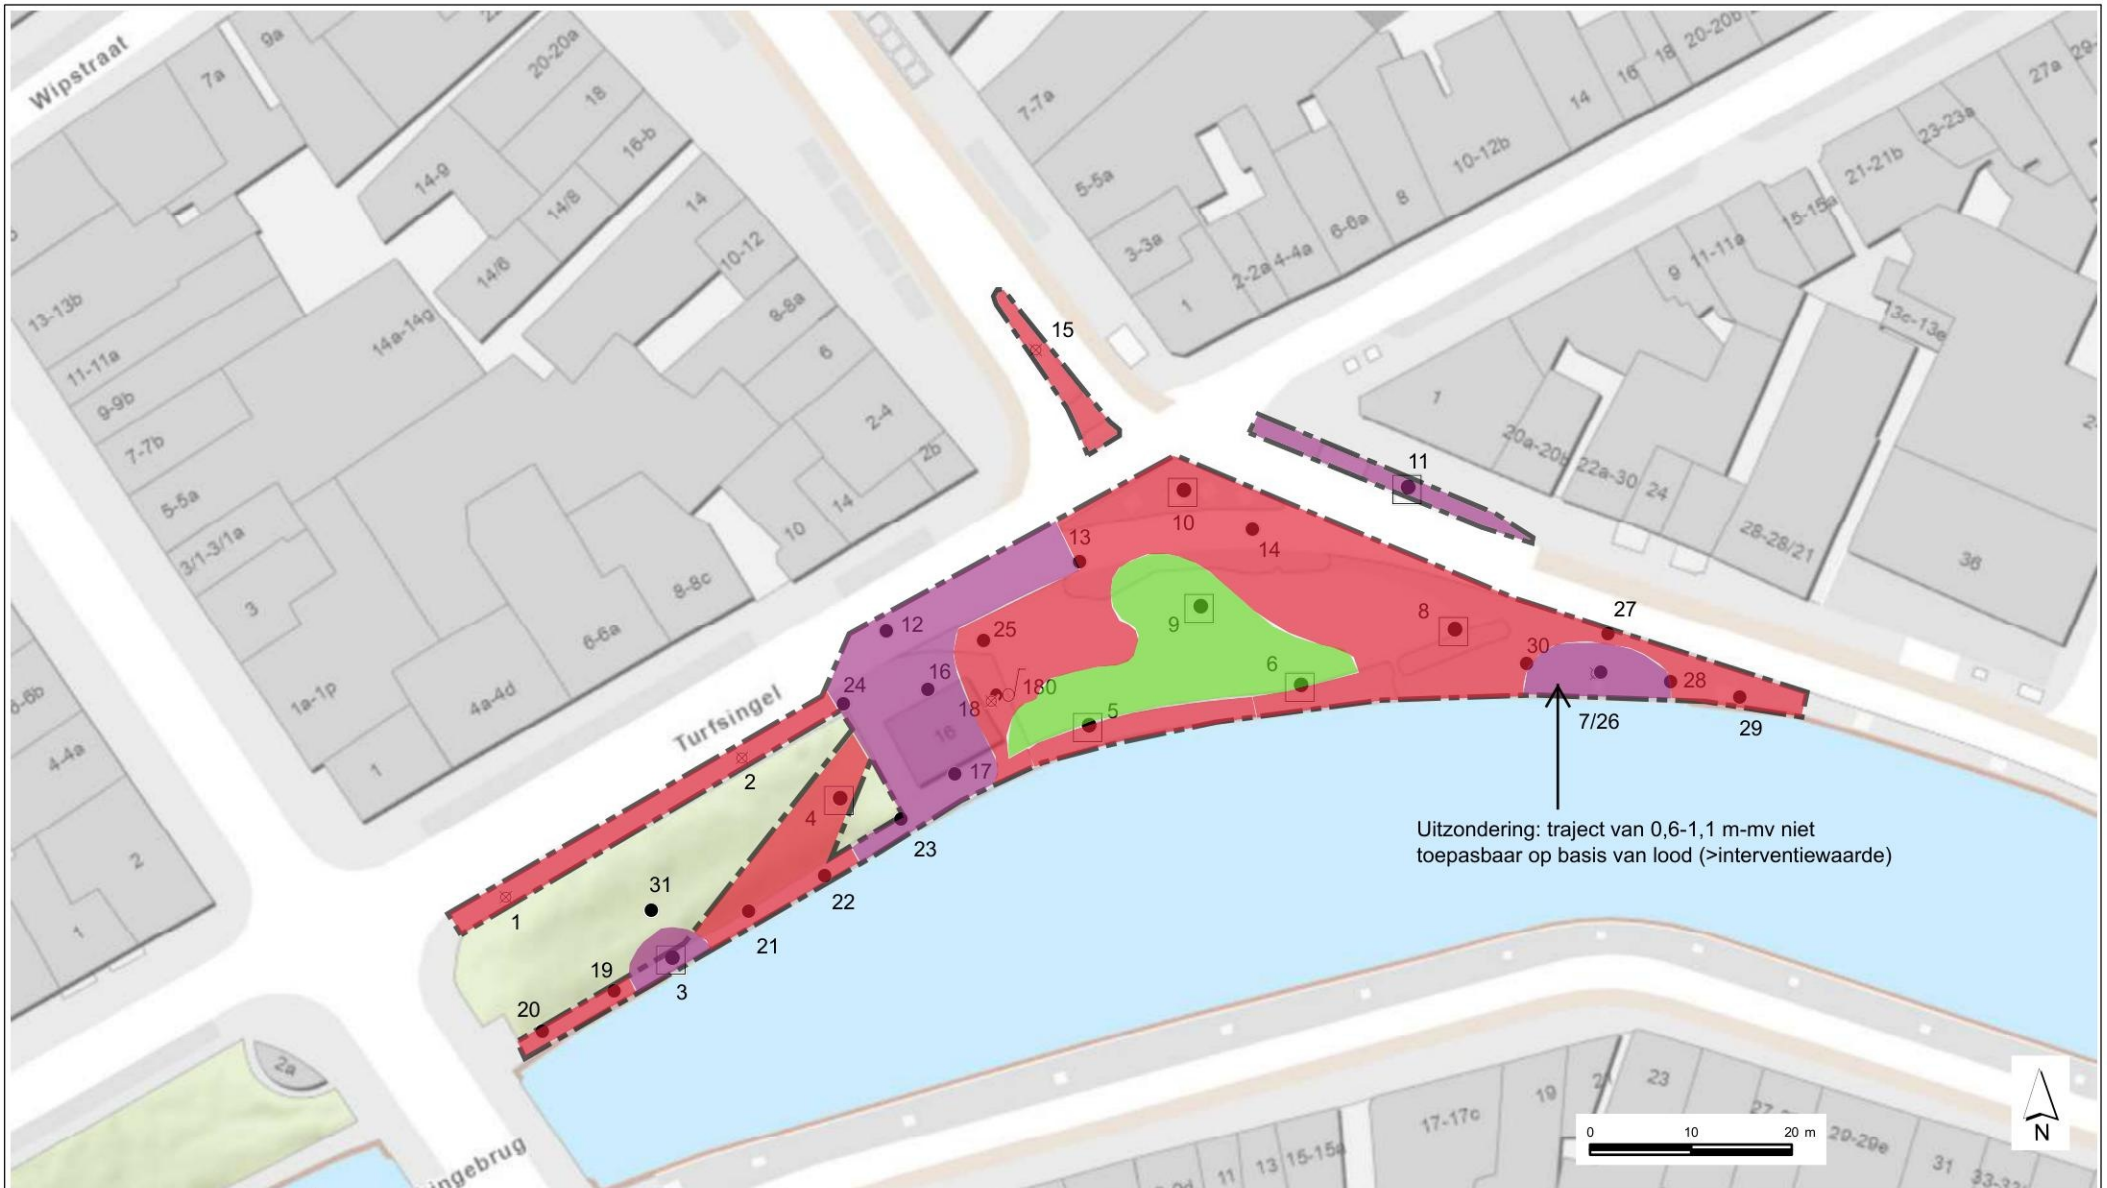 Wipstraat
9a
7a
20-20a
18
16-b
14-9
14/8
14/6
14
10-12
8-8a
6
2-4
2b
14
10
13-13b
11-11a
9-9b
7-7b
5-5a
3/1-3/1a
3
14a-14g
8-8c
6-6a
4a-4d
1a-1p
1
Turfsingel
4-4a
2
1
2a
7-7a
5-5a
3-3a
1
2-2a
4-4a
6-6a
8
10-12b
14
16
18
20-20b
27a
23-23a
21-21b
15-15a
11-11a
9
1
20a-20b
22a-30
24
28-28/21
13c-13e
36
15
11
10
13
14
12
25
9
8
27
30
6
28
16
24
18
180
5
7/26
29
16
17
2
4
23
31
22
1
21
19
3
20
Uitzondering: traject van 0,6-1,1 m-mv niet
toepasbaar op basis van lood (>interventiewaarde)
17-17c
19
21
23
29-29e
31
11
13
15-15a
0 10 20 m
N